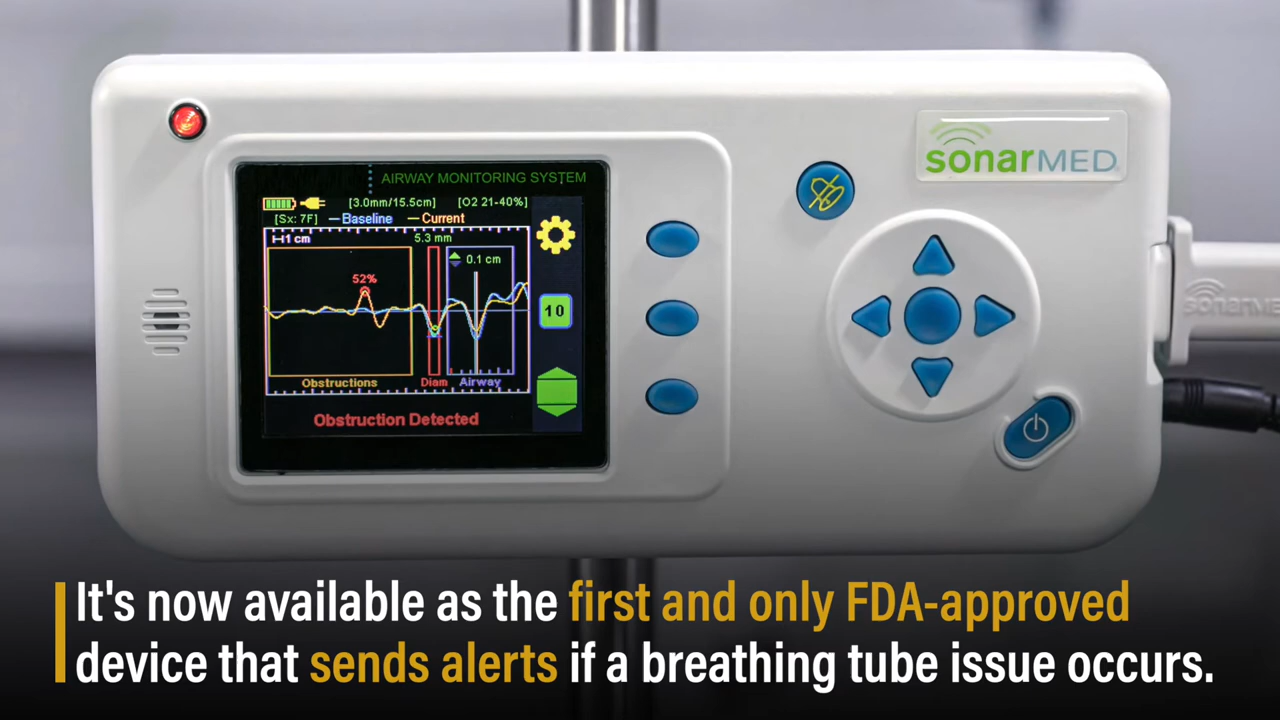 sonarMED
AIRWAY MONITORING SYSTEM
[3.0mm/15.5cm] [O2 21-40%]
[Sx: 7F] Baseline Current
1 cm 5.3 mm
0.1 cm
52%
10
Obstructions Diam Airway
Obstruction Detected
sonarMED
It's now available as the first and only FDA-approved
device that sends alerts if a breathing tube issue occurs.